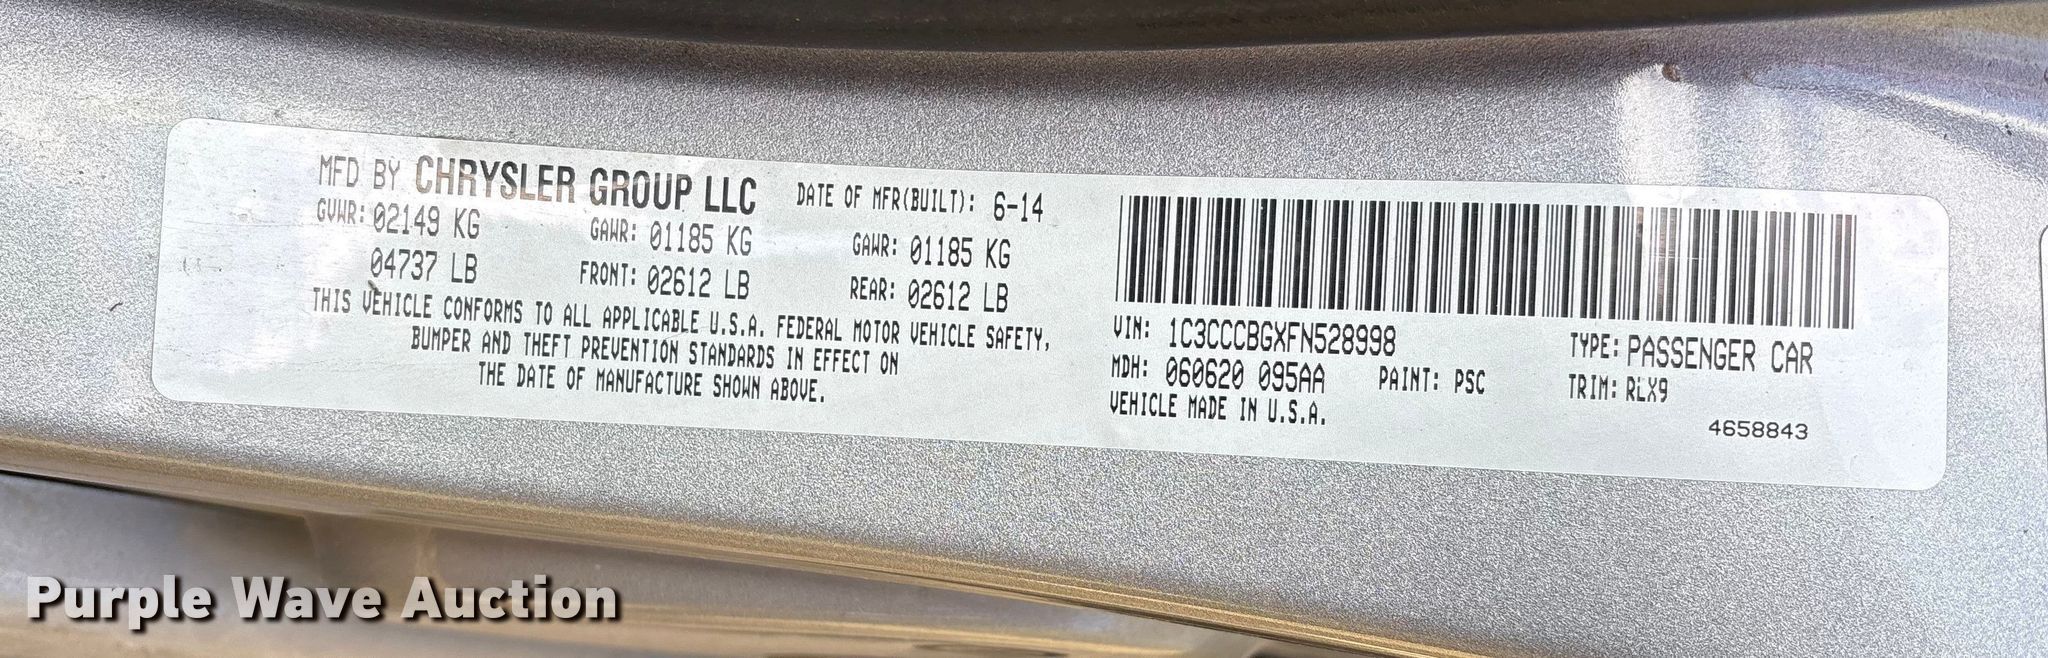 MFD BY CHRYSLER GROUP LLC DATE OF MFR(BUILT): 6-14
GVWR: 02149 KG GAWR: 01185 KG GAWR: 01185 KG
04737 LB FRONT: 02612 LB REAR: 02612 LB
THIS VEHICLE CONFORMS TO ALL APPLICABLE U.S.A. FEDERAL MOTOR VEHICLE SAFETY,
BUMPER AND THEFT PREVENTION STANDARDS IN EFFECT ON
THE DATE OF MANUFACTURE SHOWN ABOVE.
VIN: 1C3CCCBGXFN528998 TYPE: PASSENGER CAR
MDH: 060620 095AA PAINT: PSC TRIM: RLX9
VEHICLE MADE IN U.S.A.
4658843
Purple Wave Auction